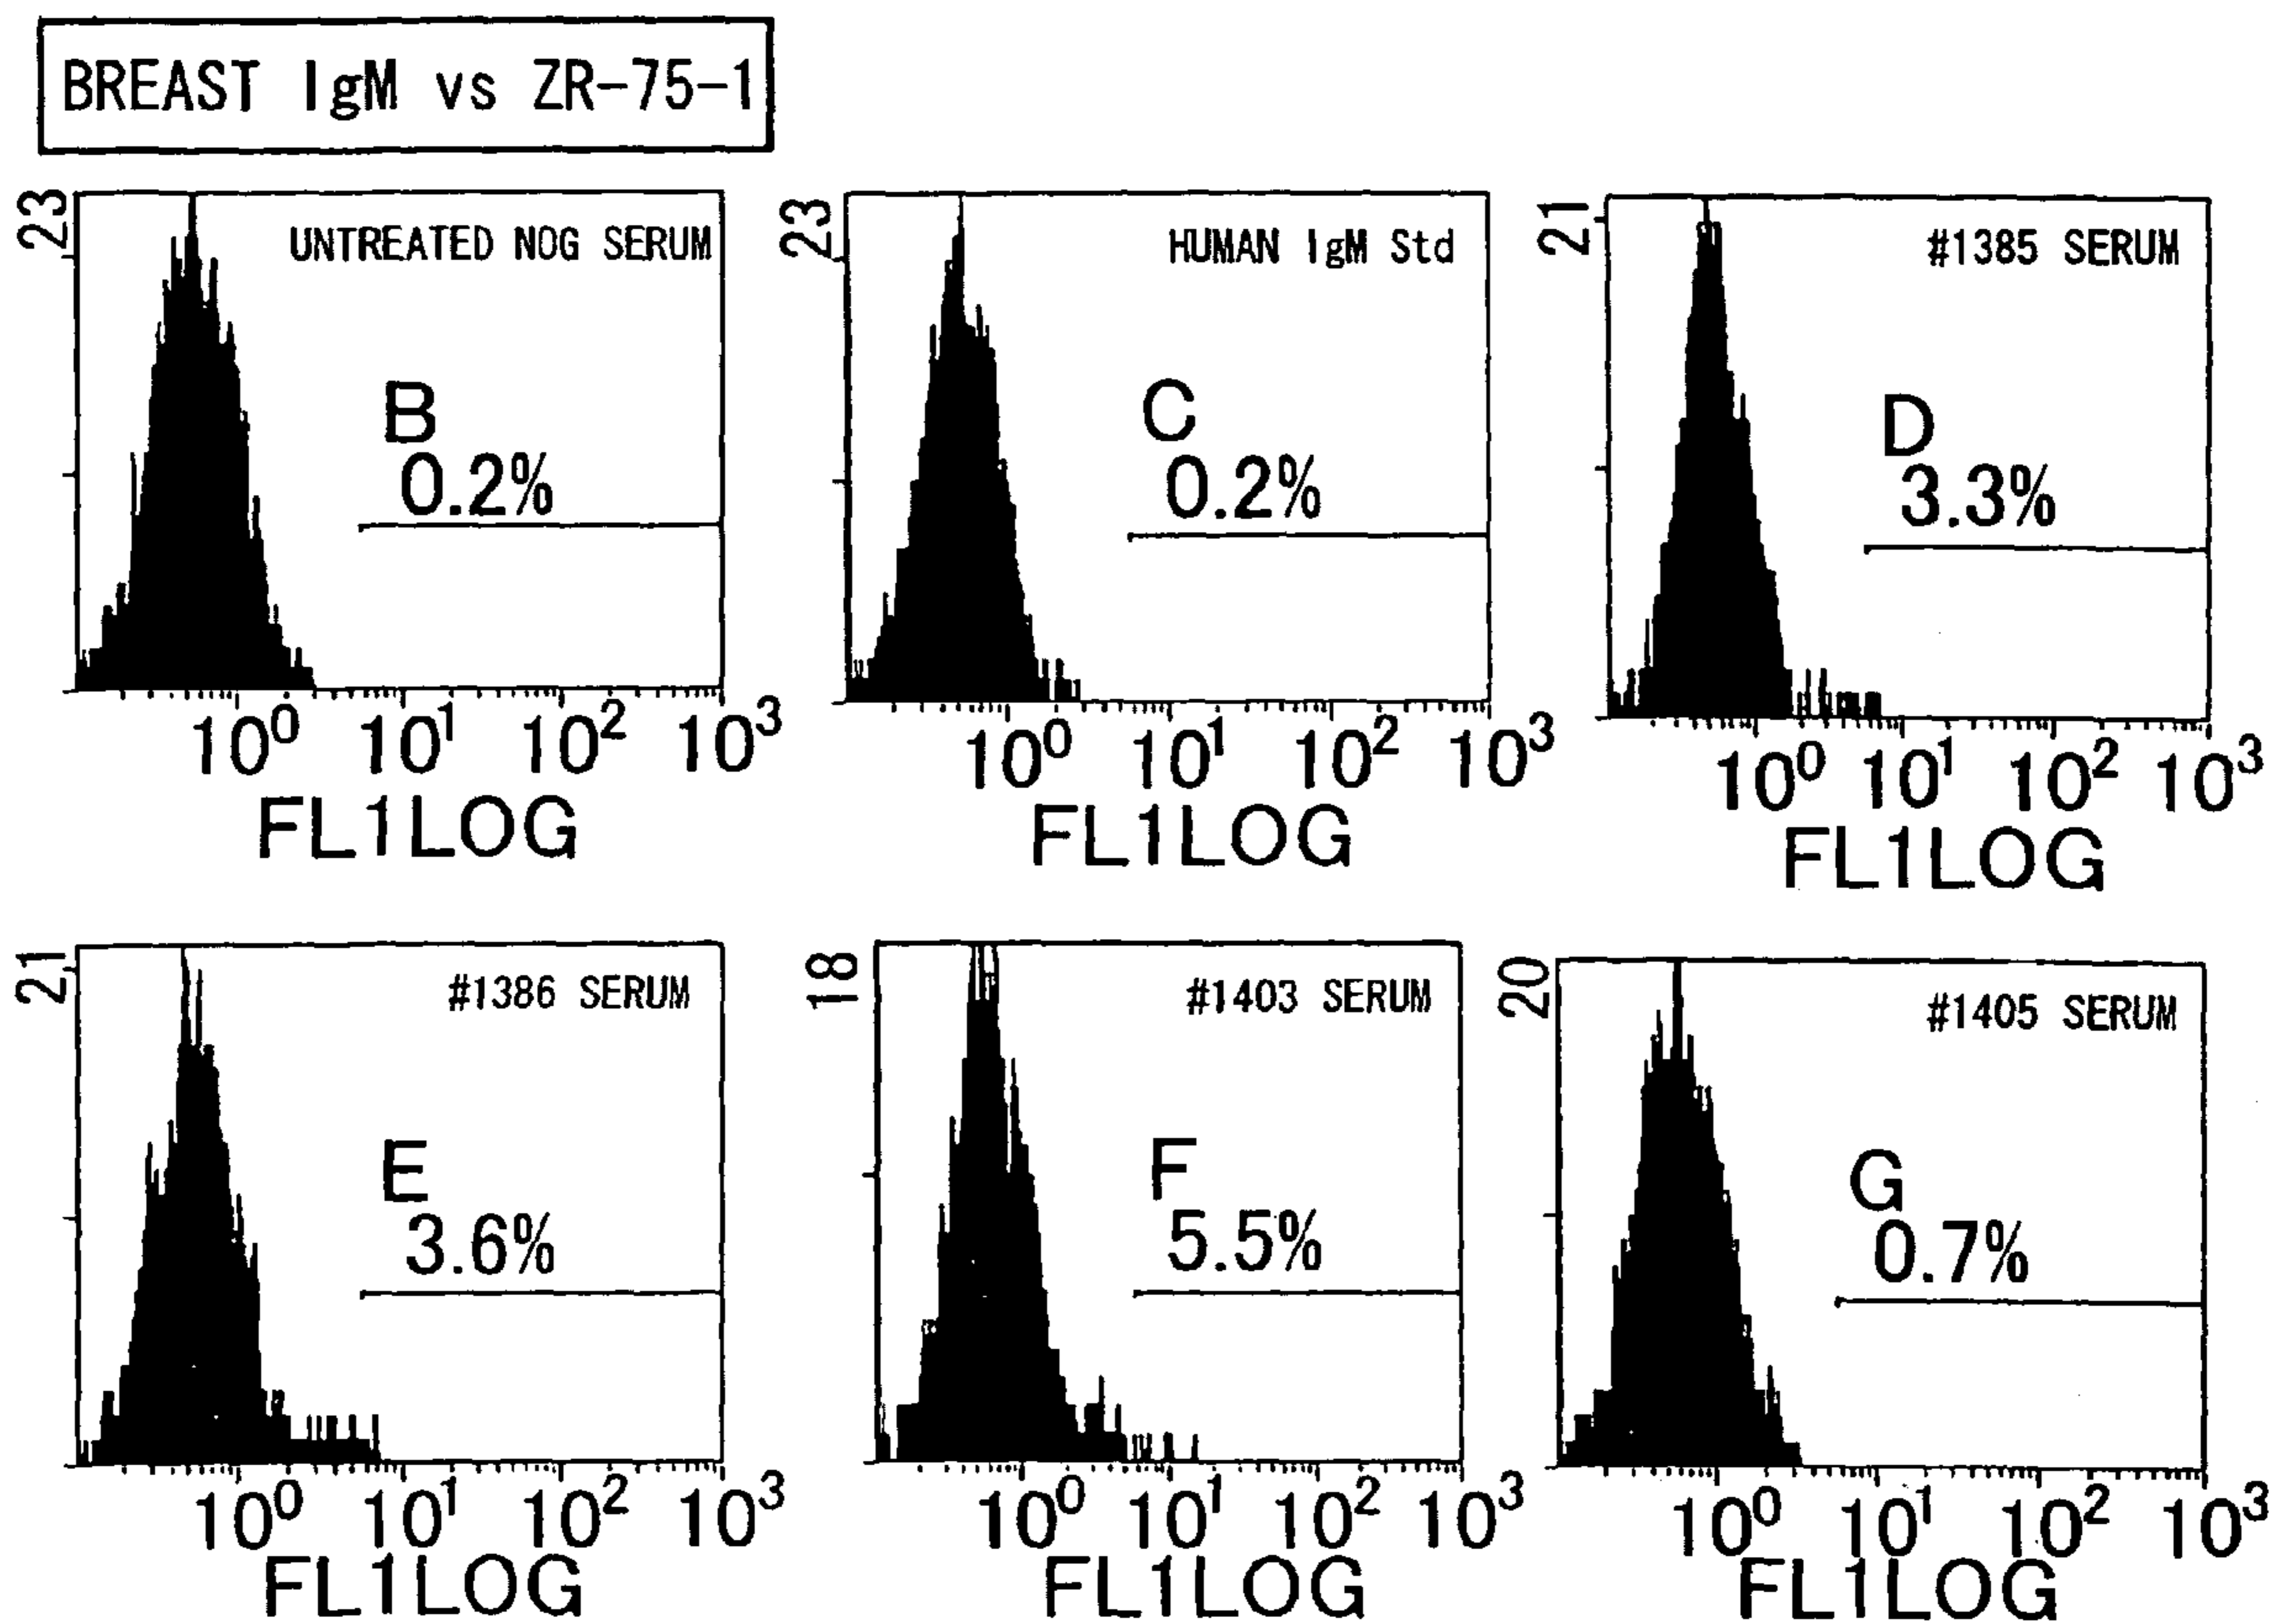 BREAST IgM vs ZR-75-1
23
UNTREATED NOG SERUM
B
0.2%
10⁰ 10¹ 10² 10³
FL1LOG
23
HUMAN IgM Std
C
0.2%
10⁰ 10¹ 10² 10³
FL1LOG
21
#1385 SERUM
D
3.3%
10⁰ 10¹ 10² 10³
FL1LOG
21
#1386 SERUM
E
3.6%
10⁰ 10¹ 10² 10³
FL1LOG
18
#1403 SERUM
F
5.5%
10⁰ 10¹ 10² 10³
FL1LOG
20
#1405 SERUM
G
0.7%
10⁰ 10¹ 10² 10³
FL1LOG